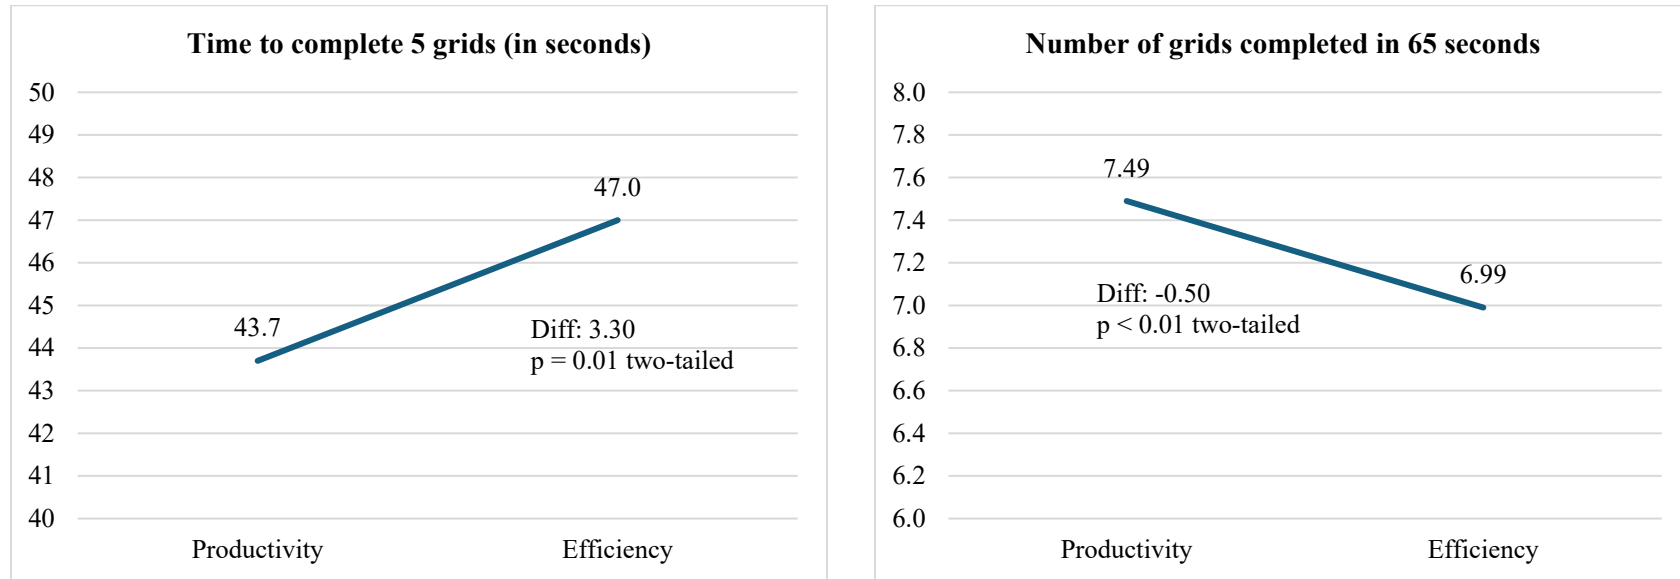 Time to complete 5 grids (in seconds)
50
49
48
47
46
45
44
43
42
41
40
43.7
47.0
Diff: 3.30
p = 0.01 two-tailed
Productivity
Efficiency
Number of grids completed in 65 seconds
8.0
7.8
7.6
7.4
7.2
7.0
6.8
6.6
6.4
6.2
6.0
7.49
6.99
Diff: -0.50
p < 0.01 two-tailed
Productivity
Efficiency